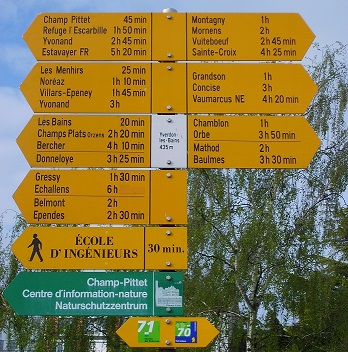 Champ Pittet 45 min
Refuge l'Escarbille 1h 50 min
Yvonand 2h 45 min
Estavayer FR 5h 20 min
Montagny 1h
Mornens 2h
Vuiteboeuf 2h 45 min
Sainte-Croix 4h 25 min
Les Menhirs 25 min
Noréaz 1h 10 min
Villars-Epeney 1h 45 min
Yvonand 3h
Grandson 1h
Concise 3h
Vaumarcus NE 4h 20 min
Les Bains 20 min
Champs Plats Orzens 2h 20 min
Bercher 4h 10 min
Donneloye 3h 25 min
Yverdon
-les-Bains
435 m
Chamblon 1h
Orbe 3h 50 min
Mathod 2h
Baulmes 3h 30 min
Gressy 1h 30 min
Echallens 6h
Belmont 2h
Ependes 2h 30 min
ÉCOLE
D'INGÉNIEURS
30 min.
Champ-Pittet
Centre d'information-nature
Naturschutzzentrum
71
70